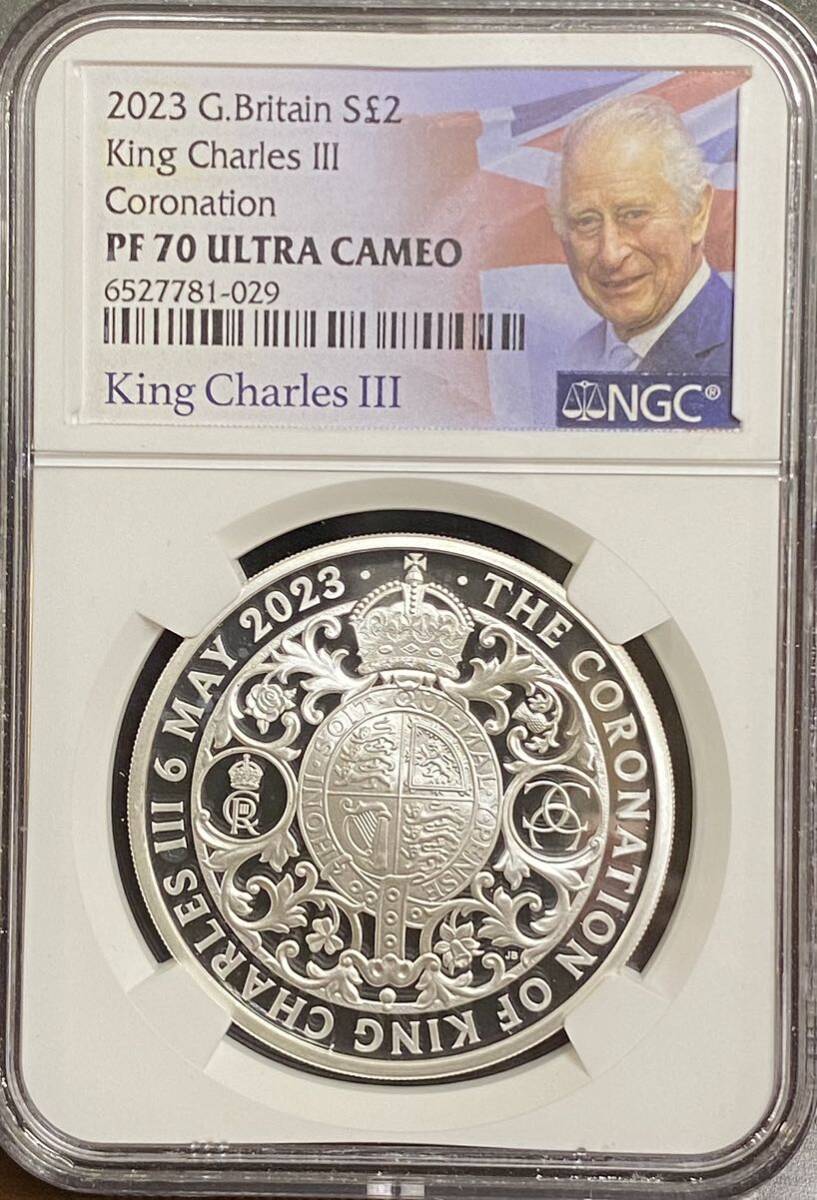 2023 G.Britain S£2
King Charles III
Coronation
PF 70 ULTRA CAMEO
6527781-029
King Charles III
NGC®
· THE CORONATION OF KING CHARLES III 6 MAY 2023 ·
HONI · SOIT · QUI · MAL · Y · PENSE
CR III
JB